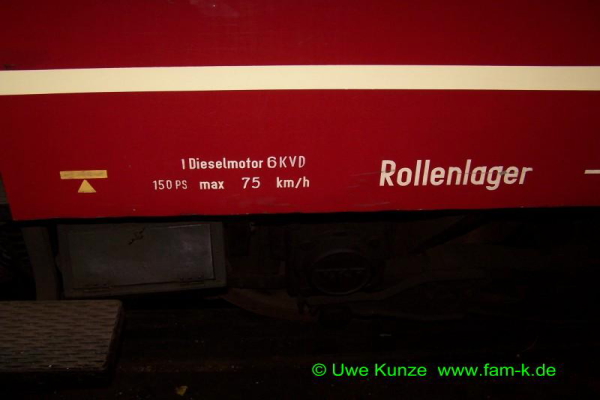 1 Dieselmotor 6KVD
150 PS max 75 km/h
Rollenlager
© Uwe Kunze www.fam-k.de